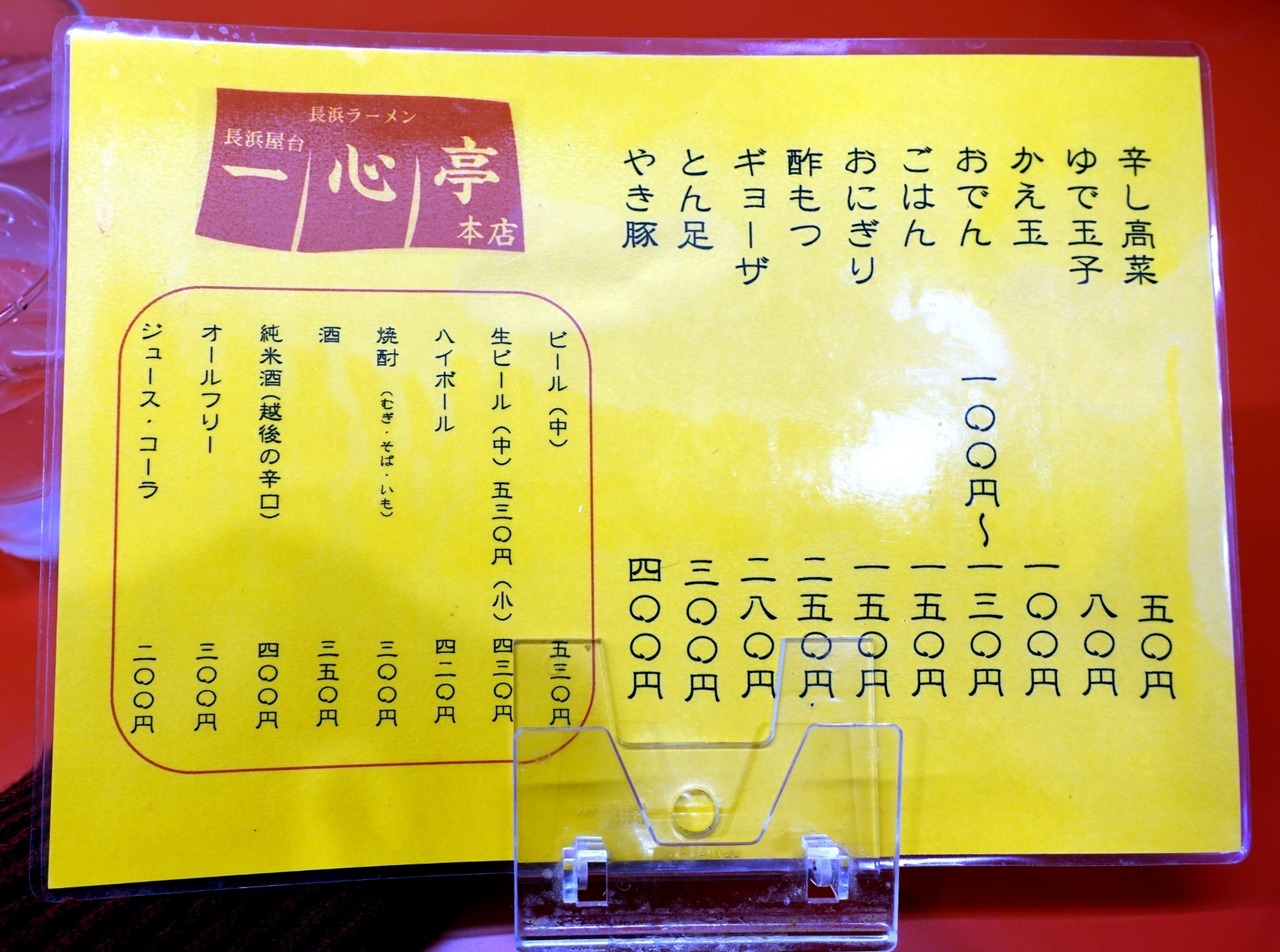 辛し高菜 五〇円
ゆで玉子 八〇円
かえ玉 一〇〇円
おでん 一〇〇円〜一三〇円
ごはん 一五〇円
おにぎり 一五〇円
酢もつ 二五〇円
ギョーザ 二八〇円
とん足 三〇〇円
やき豚 四〇〇円
長浜ラーメン
長浜屋台
一心亭
本店
ビール（中） 五三〇円
生ビール（中）五三〇円（小）四三〇円
ハイボール 四二〇円
焼酎（むぎ・そば・いも） 三〇〇円
酒 三五〇円
純米酒（越後の辛口） 四〇〇円
オールフリー 三〇〇円
ジュース・コーラ 二〇〇円